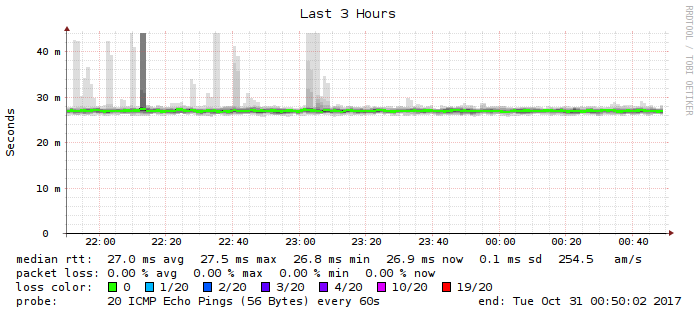 Last 3 Hours
RRDTOOL / TOBI OETIKER
Seconds
40 m
30 m
20 m
10 m
0
22:00 22:20 22:40 23:00 23:20 23:40 00:00 00:20 00:40
median rtt: 27.0 ms avg 27.5 ms max 26.8 ms min 26.9 ms now 0.1 ms sd 254.5 am/s
packet loss: 0.00 % avg 0.00 % max 0.00 % min 0.00 % now
loss color: 0 1/20 2/20 3/20 4/20 10/20 19/20
probe: 20 ICMP Echo Pings (56 Bytes) every 60s end: Tue Oct 31 00:50:02 2017